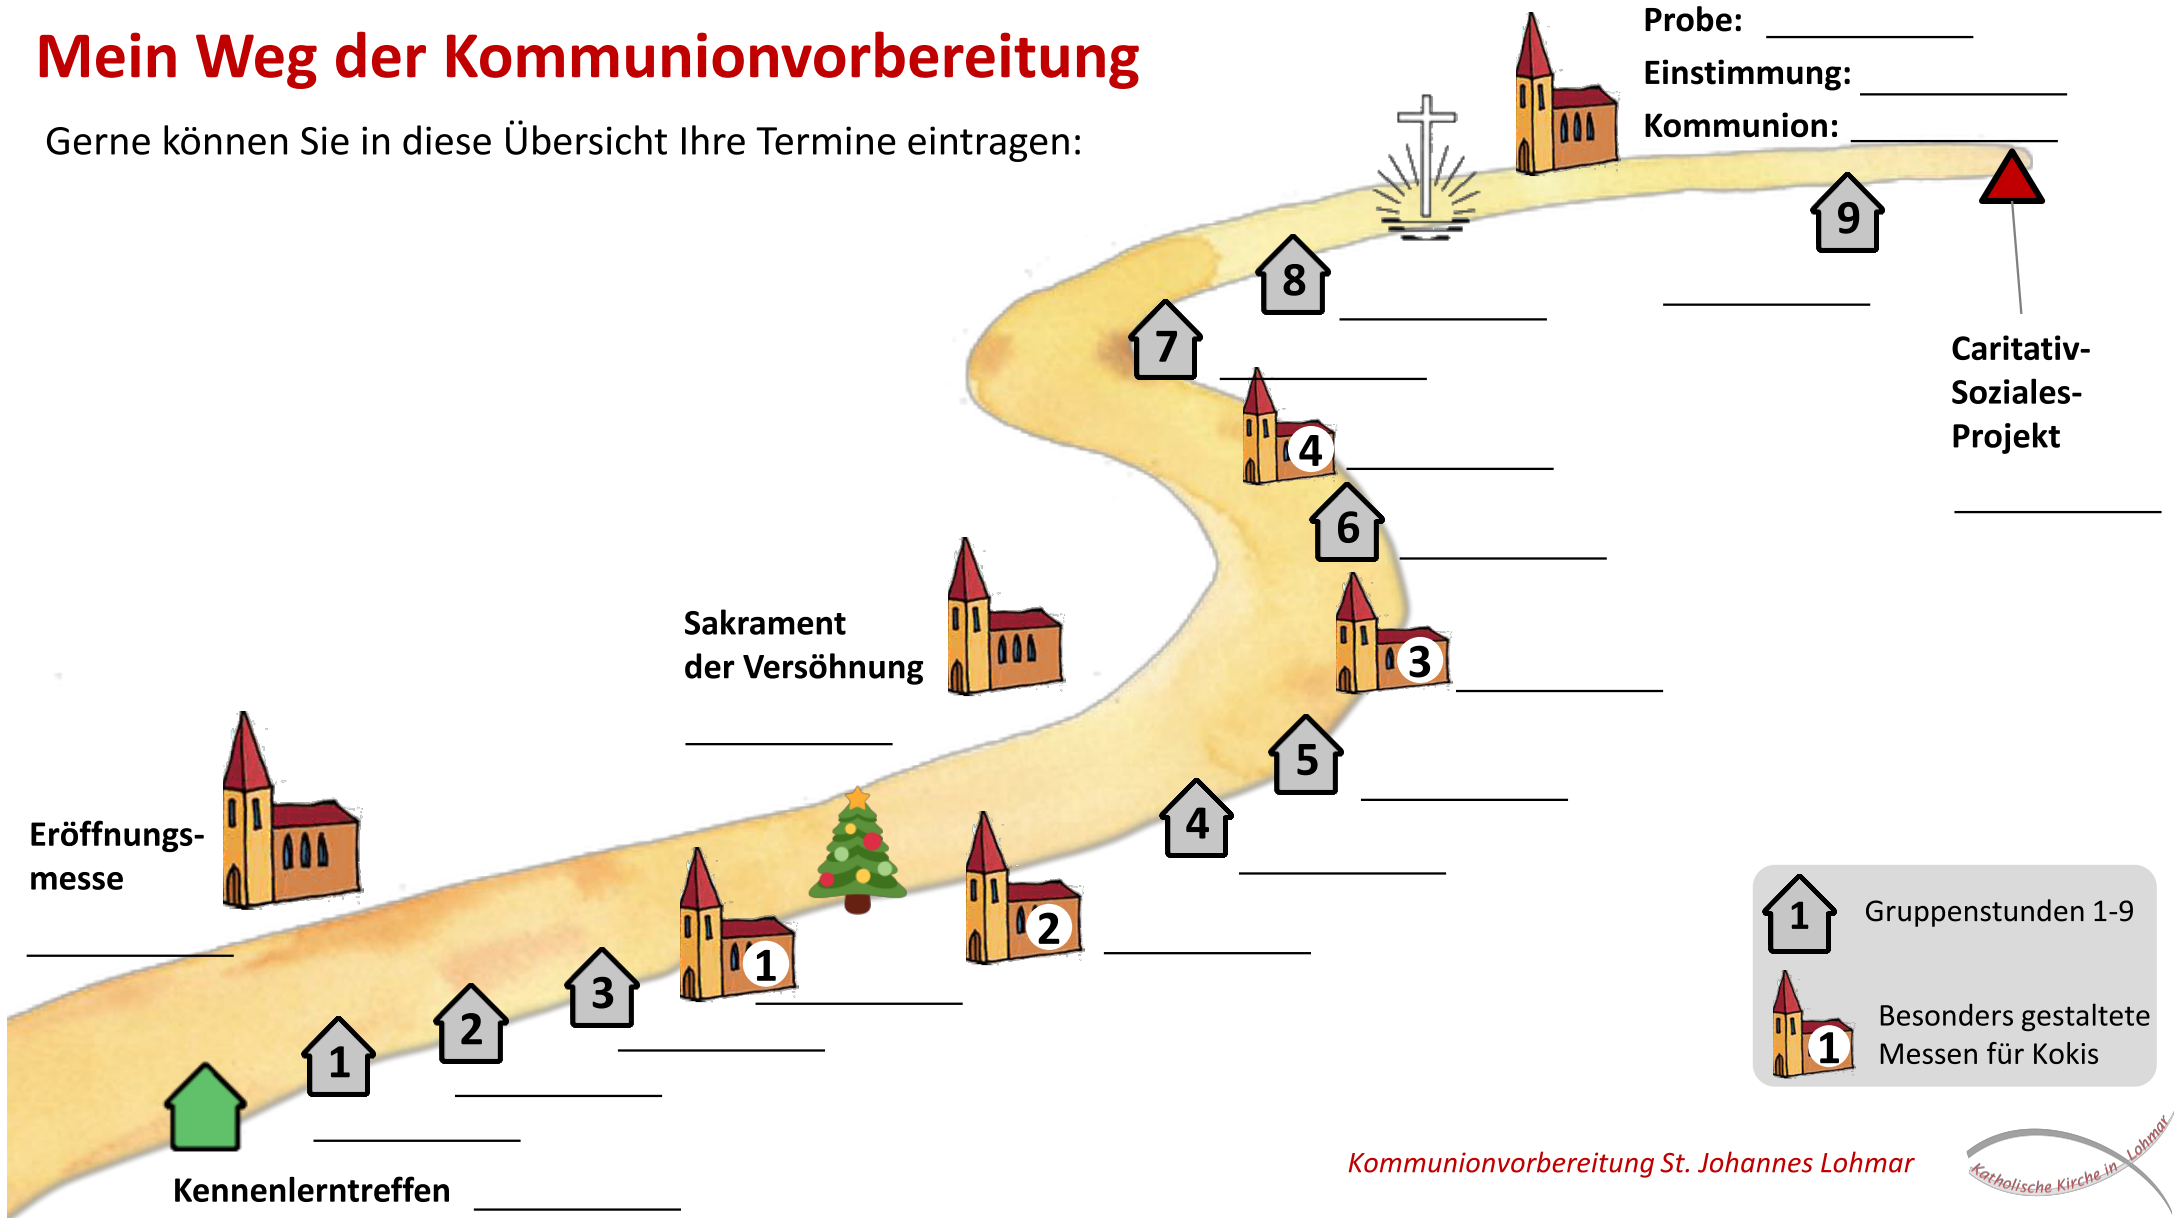 Mein Weg der Kommunionvorbereitung
Gerne können Sie in diese Übersicht Ihre Termine eintragen:
Probe:
Einstimmung:
Kommunion:
9
8
7
Caritativ-
Soziales-
Projekt
4
6
Sakrament
der Versöhnung
3
5
4
Eröffnungs-
messe
2
1
3
2
1
Kennenlerntreffen
1 Gruppenstunden 1-9
Besonders gestaltete
1 Messen für Kokis
Kommunionvorbereitung St. Johannes Lohmar
Katholische Kirche in Lohmar